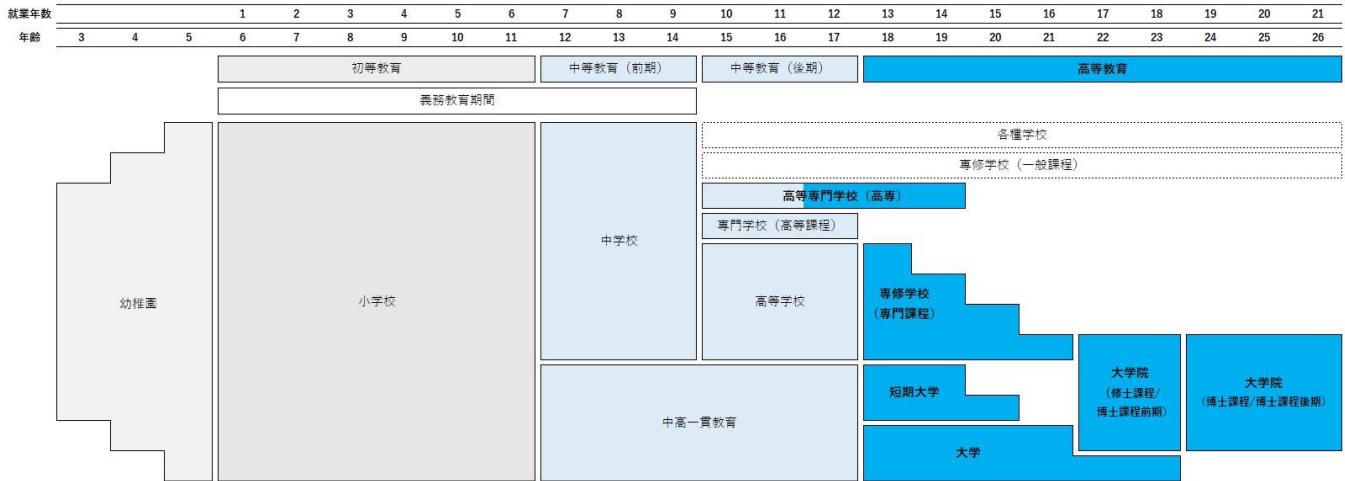 就業年数 1 2 3 4 5 6 7 8 9 10 11 12 13 14 15 16 17 18 19 20 21
年齢 3 4 5 6 7 8 9 10 11 12 13 14 15 16 17 18 19 20 21 22 23 24 25 26
初等教育 中等教育（前期） 中等教育（後期） 高等教育
義務教育期間
各種学校
専修学校（一般課程）
高等専門学校（高専）
専門学校（高等課程）
幼稚園
小学校
中学校
高等学校
専修学校
（専門課程）
中高一貫教育
短期大学
大学
大学院
（修士課程/
博士課程前期）
大学院
（博士課程/博士課程後期）